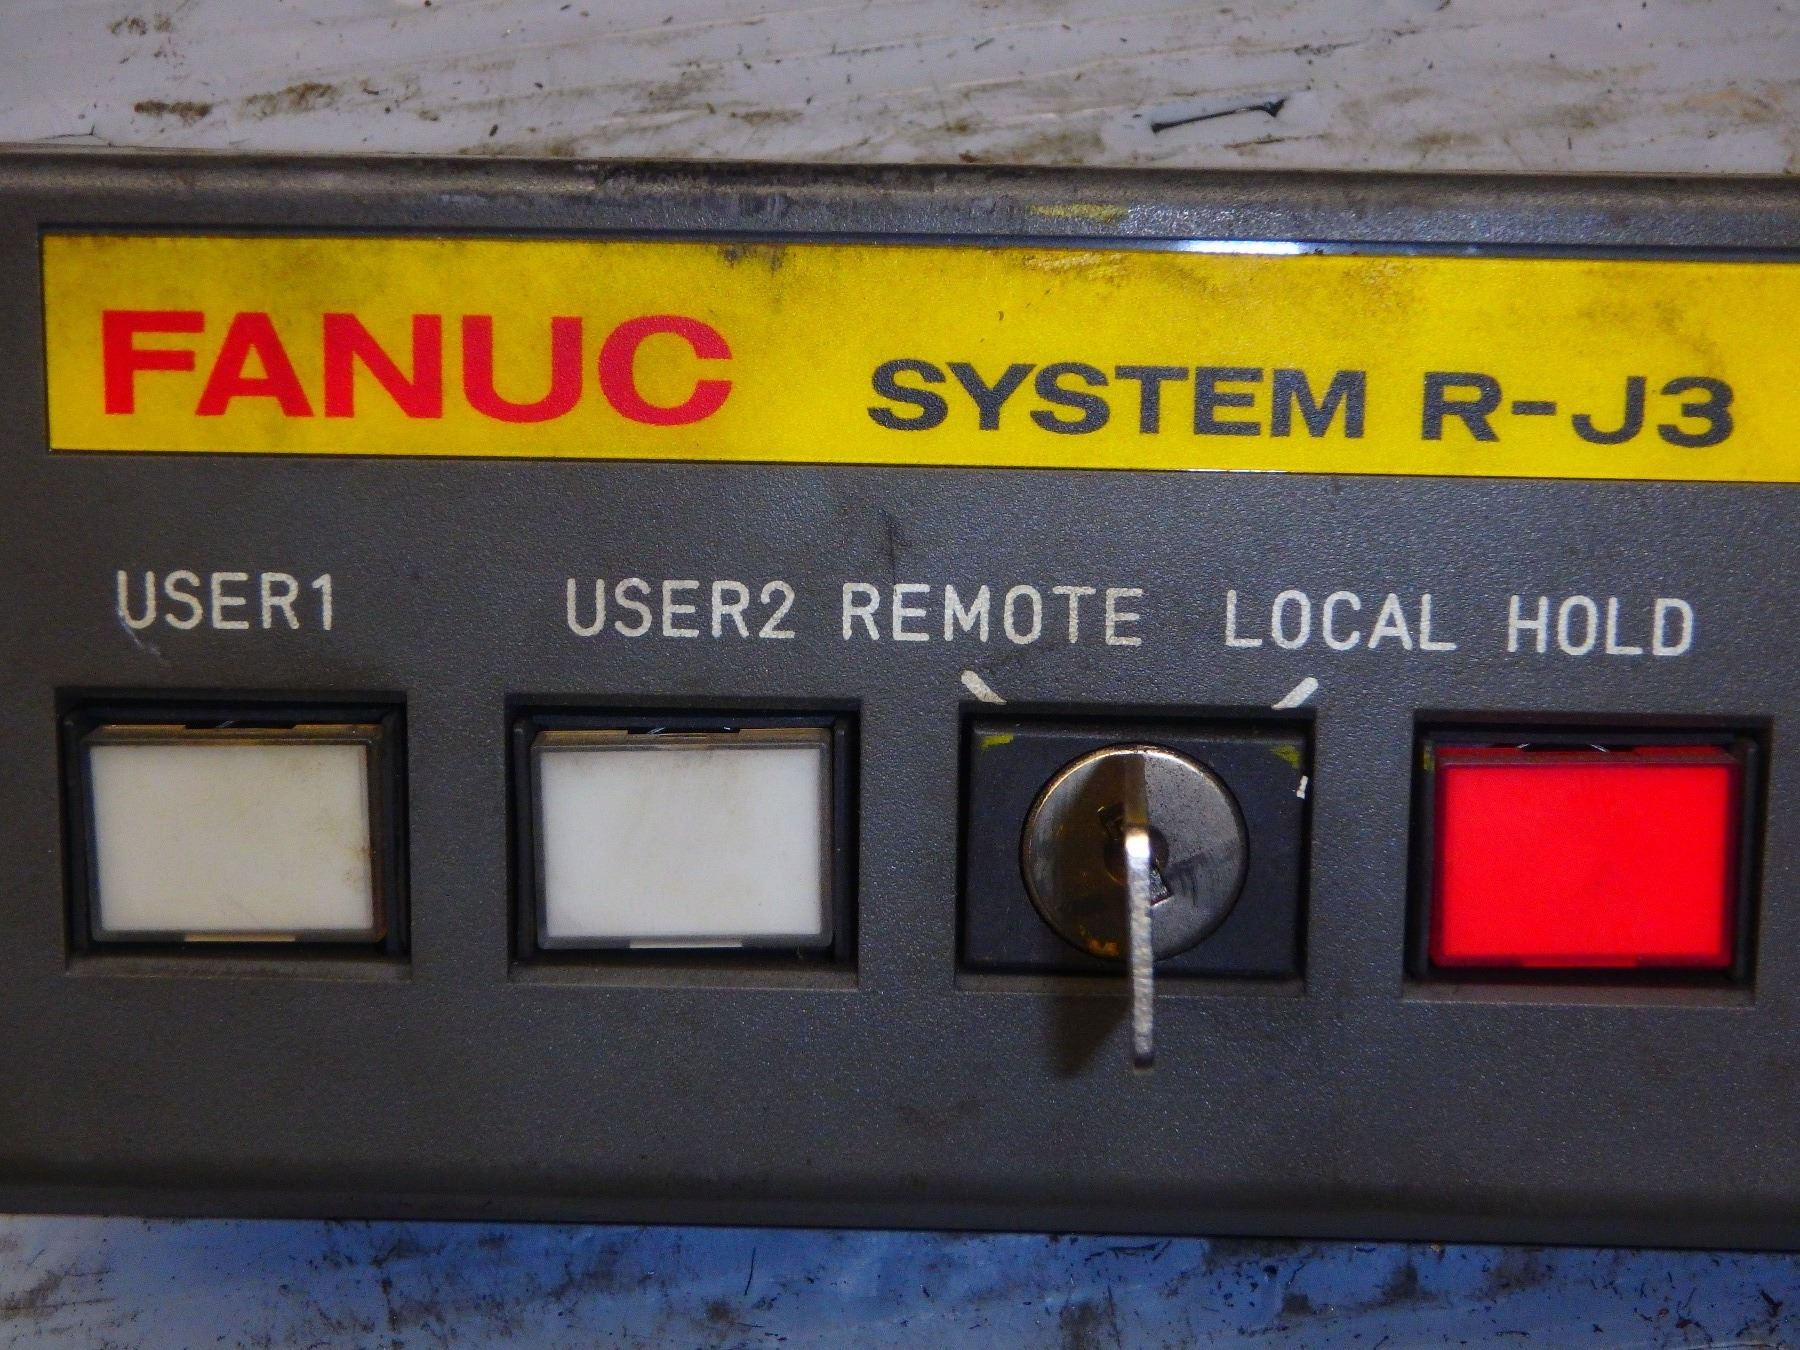 FANUC SYSTEM R-J3
USER1 USER2 REMOTE LOCAL HOLD